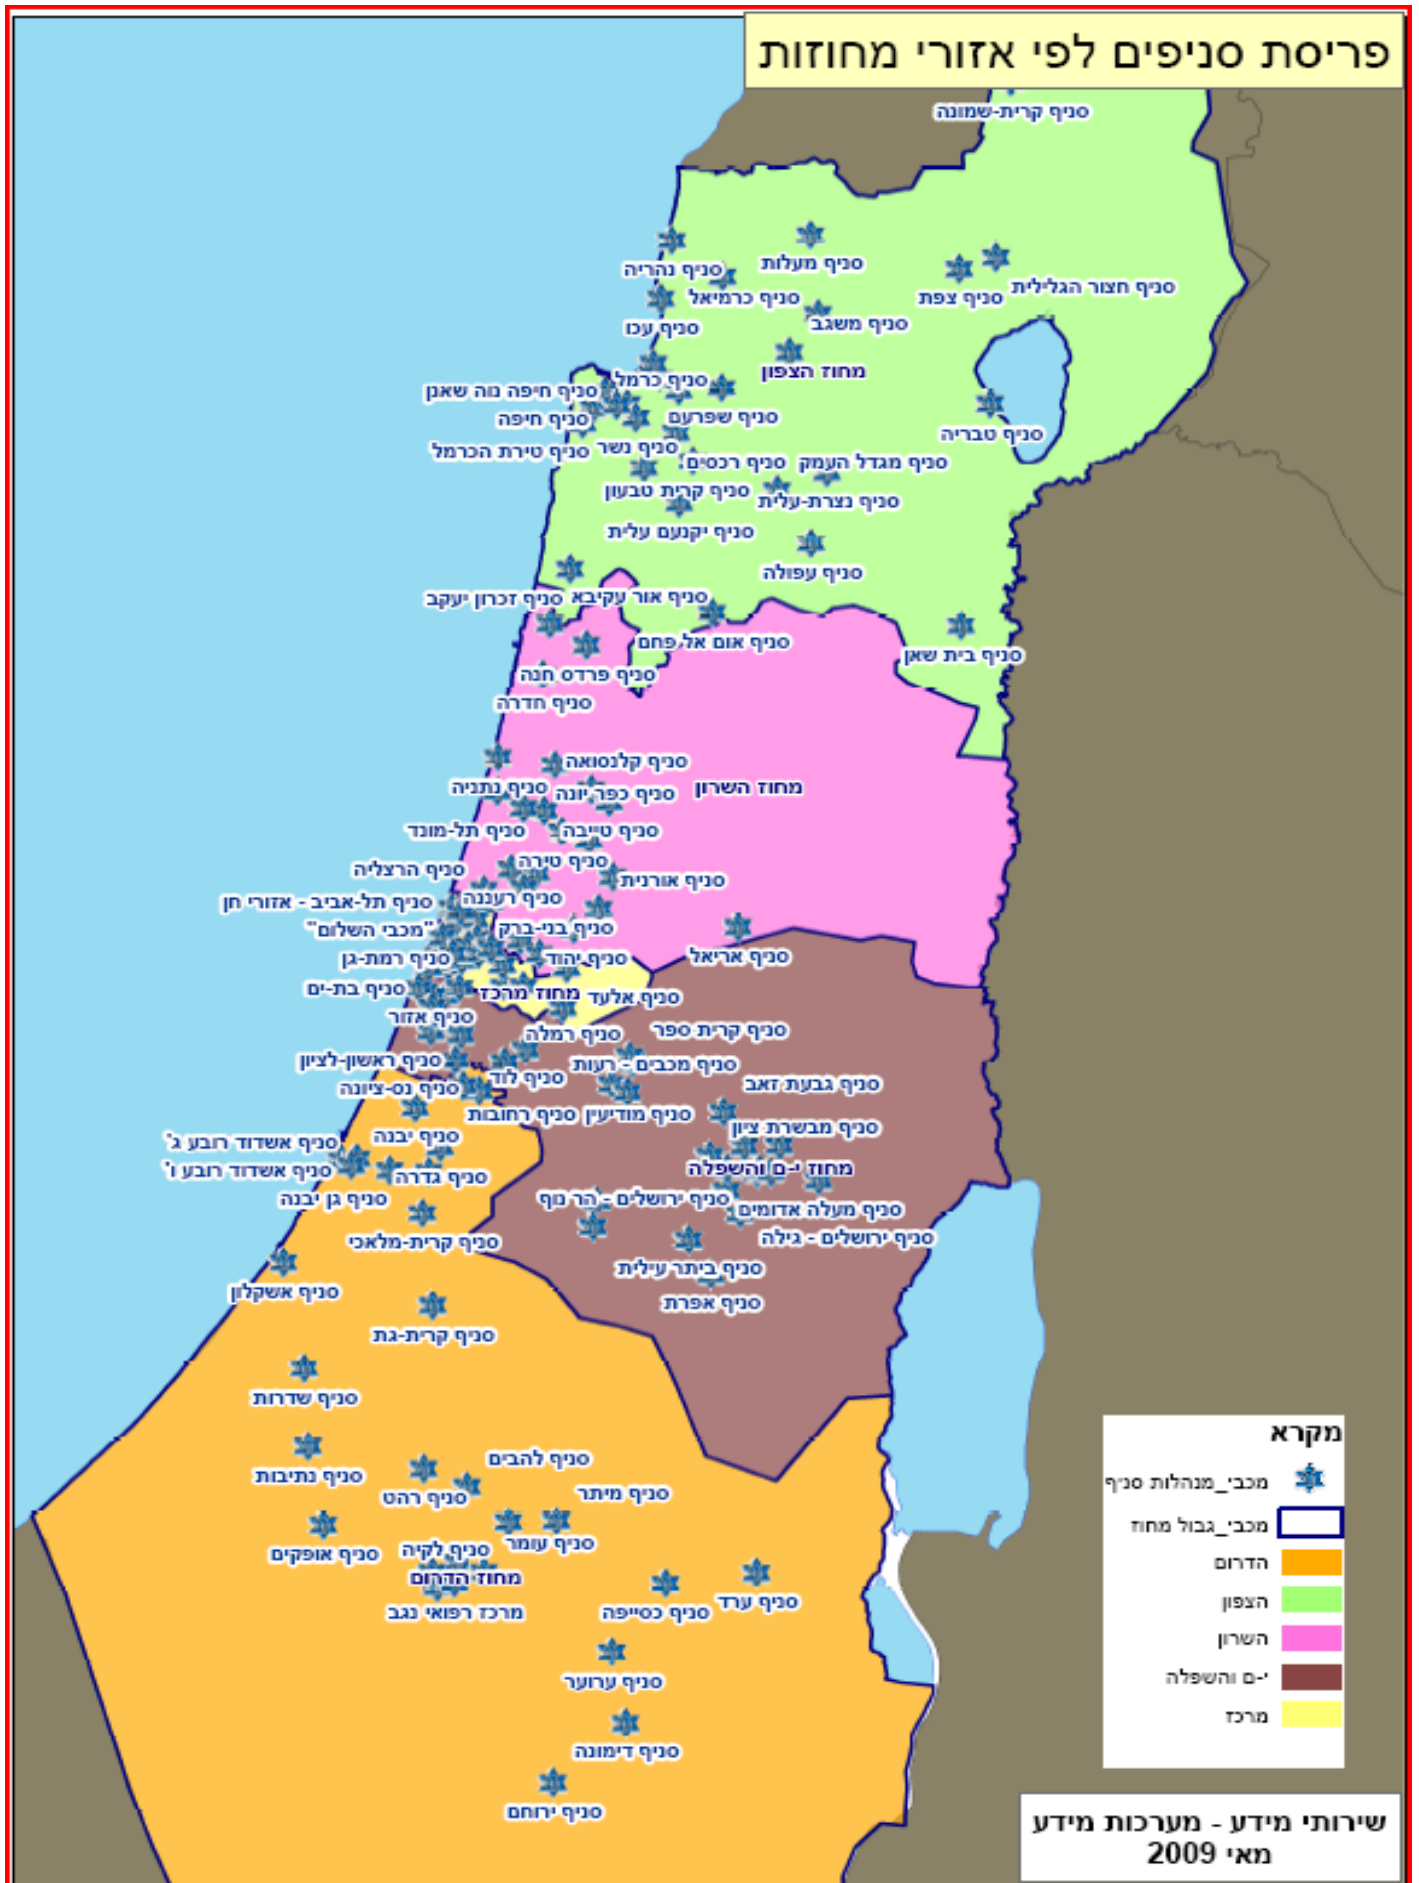 פריסת סניפים לפי אזורי מחוזות
סניף קרית-שמונה
סניף מעלות
סניף נהריה
סניף חצור הגלילית
סניף צפת
סניף כרמיאל
סניף משגב
סניף עכו
מחוז הצפון
סניף כרמל
סניף חיפה נוה שאנן
סניף שפרעם
סניף חיפה
סניף טבריה
סניף נשר
סניף טירת הכרמל
סניף מגדל העמק
סניף רכסים
סניף קרית טבעון
סניף נצרת-עלית
סניף יקנעם עלית
סניף עפולה
סניף אור עקיבא
סניף זכרון יעקב
סניף אום אל פחם
סניף בית שאן
סניף פרדס חנה
סניף חדרה
סניף קלנסואה
סניף נתניה
מחוז השרון
סניף כפר יונה
סניף טייבה
סניף תל-מונד
סניף טירה
סניף הרצליה
סניף אורנית
סניף רעננה
סניף תל-אביב - אזורי חן
סניף בני-ברק
"מכבי השלום"
סניף אריאל
סניף יהוד
סניף רמת-גן
סניף בת-ים
מחוז מהכז
סניף אלעד
סניף אזור
סניף קרית ספר
סניף רמלה
סניף ראשון-לציון
סניף מכבים - רעות
סניף לוד
סניף גבעת זאב
סניף נס-ציונה
סניף רחובות
סניף מודיעין
סניף מבשרת ציון
סניף יבנה
סניף אשדוד רובע ג'
סניף אשדוד רובע ו'
מחוז י-ם והשפלה
סניף גדרה
סניף גן יבנה
סניף ירושלים - הר נוף
סניף מעלה אדומים
סניף ירושלים - גילה
סניף קרית-מלאכי
סניף ביתר עילית
סניף אשקלון
סניף אפרת
סניף קרית-גת
סניף שדרות
סניף להבים
סניף נתיבות
סניף רהט
סניף מיתר
סניף עומר
סניף לקיה
סניף אופקים
מחוז הדרום
מרכז רפואי נגב
סניף ערד
סניף כסייפה
סניף ערוער
סניף דימונה
סניף ירוחם
מקרא
מכבי_מנהלות סניף
מכבי_גבול מחוז
הדרום
הצפון
השרון
י-ם והשפלה
מרכז
שירותי מידע - מערכות מידע
מאי 2009